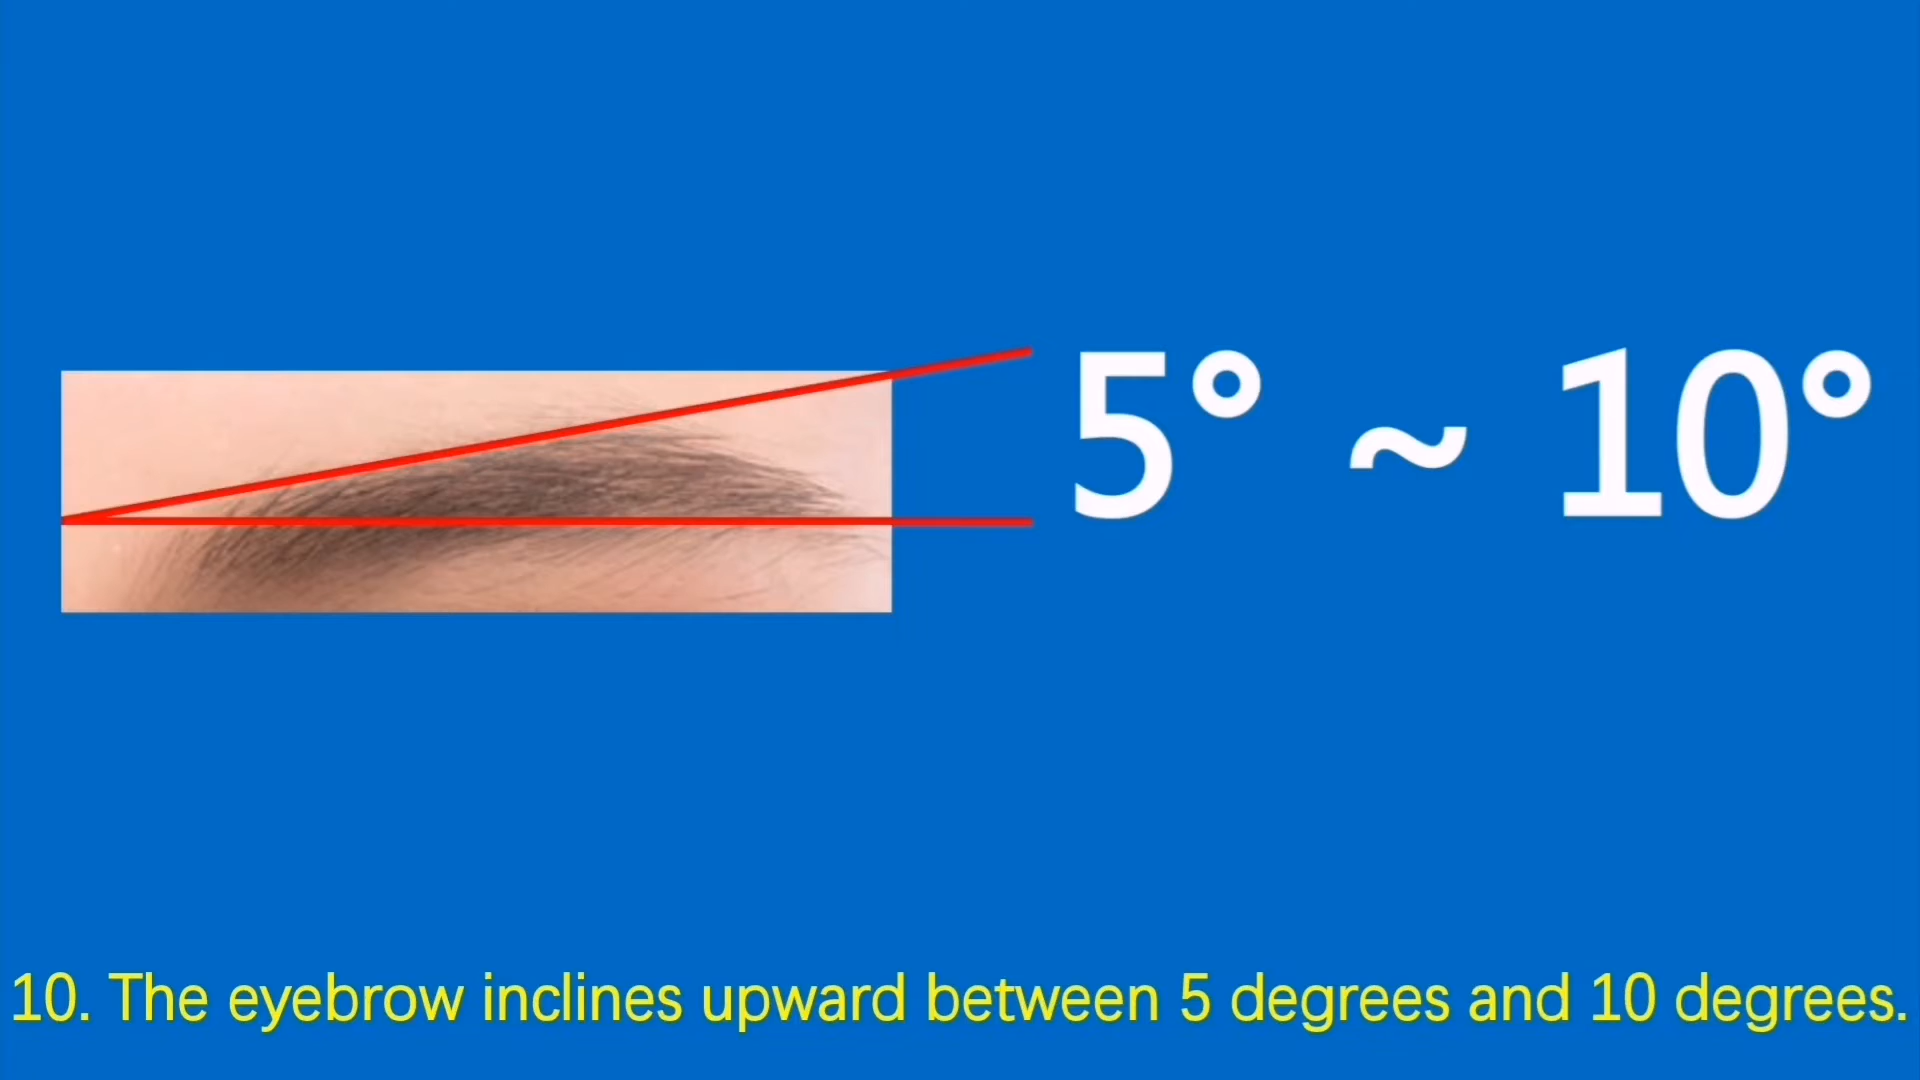 5° ~ 10°
10. The eyebrow inclines upward between 5 degrees and 10 degrees.